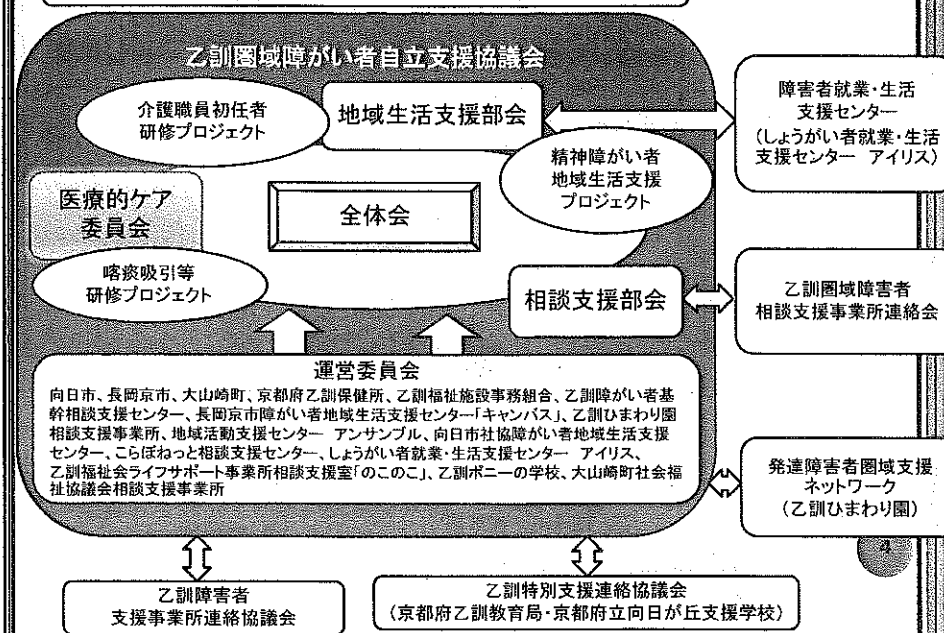 乙訓圏域障がい者自立支援協議会
介護職員初任者
研修プロジェクト
地域生活支援部会
精神障がい者
地域生活支援
プロジェクト
医療的ケア
委員会
全体会
喀痰吸引等
研修プロジェクト
相談支援部会
障害者就業・生活
支援センター
(しょうがい者就業・生活
支援センター アイリス)
乙訓圏域障害者
相談支援事業所連絡会
運営委員会
向日市、長岡京市、大山崎町、京都府乙訓保健所、乙訓福祉施設事務組合、乙訓障がい者基
幹相談支援センター、長岡京市障がい者地域生活支援センター「キャンバス」、乙訓ひまわり園
相談支援事業所、地域活動支援センター アンサンブル、向日市社協障がい者地域生活支援
センター、こらぼねっと相談支援センター、しょうがい者就業・生活支援センター アイリス、
乙訓福祉会ライフサポート事業所相談支援室「のこのこ」、乙訓ポニーの学校、大山崎町社会福
祉協議会相談支援事業所
発達障害者圏域支援
ネットワーク
(乙訓ひまわり園)
4
乙訓障害者
支援事業所連絡協議会
乙訓特別支援連絡協議会
(京都府乙訓教育局・京都府立向日が丘支援学校)